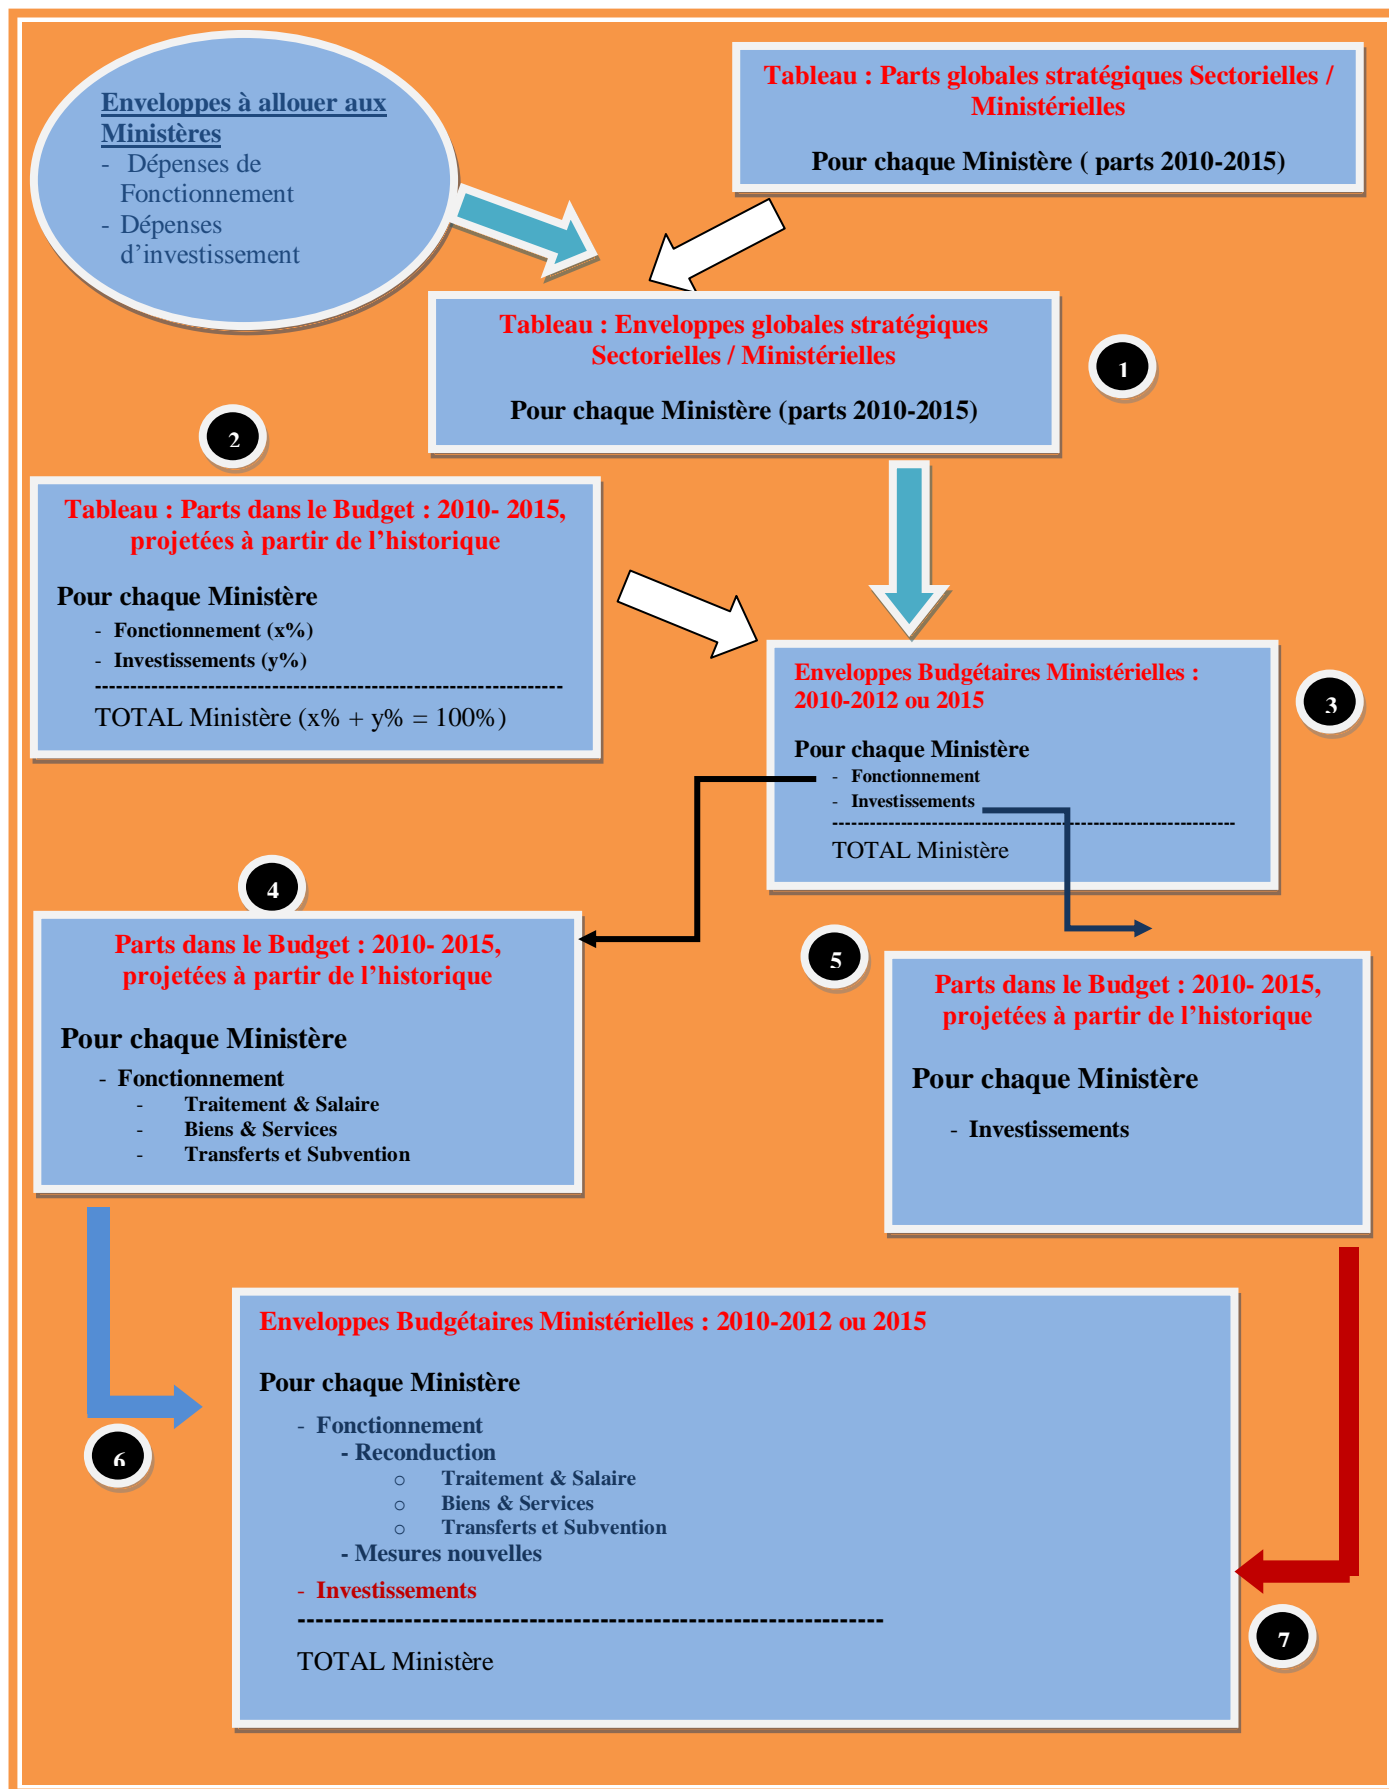 Enveloppes à allouer aux
Ministères
- Dépenses de
Fonctionnement
- Dépenses
d’investissement
Tableau : Parts globales stratégiques Sectorielles /
Ministérielles
Pour chaque Ministère ( parts 2010-2015)
Tableau : Enveloppes globales stratégiques
Sectorielles / Ministérielles
Pour chaque Ministère (parts 2010-2015)
1
2
Tableau : Parts dans le Budget : 2010- 2015,
projetées à partir de l’historique
Pour chaque Ministère
- Fonctionnement (x%)
- Investissements (y%)
------------------------------------------------------------------
TOTAL Ministère (x% + y% = 100%)
Enveloppes Budgétaires Ministérielles :
2010-2012 ou 2015
Pour chaque Ministère
- Fonctionnement
- Investissements
------------------------------------------------------------------
TOTAL Ministère
3
4
Parts dans le Budget : 2010- 2015,
projetées à partir de l’historique
Pour chaque Ministère
- Fonctionnement
- Traitement & Salaire
- Biens & Services
- Transferts et Subvention
5
Parts dans le Budget : 2010- 2015,
projetées à partir de l’historique
Pour chaque Ministère
- Investissements
Enveloppes Budgétaires Ministérielles : 2010-2012 ou 2015
Pour chaque Ministère
- Fonctionnement
- Reconduction
o Traitement & Salaire
o Biens & Services
o Transferts et Subvention
- Mesures nouvelles
- Investissements
------------------------------------------------------------------
TOTAL Ministère
6
7